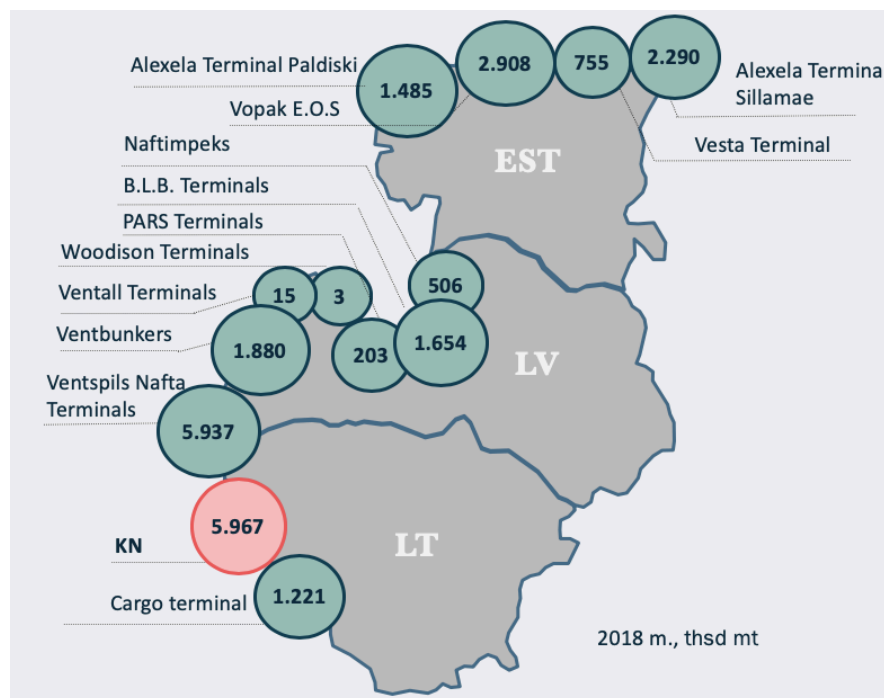 1.485
2.908
755
2.290
Alexela Terminal Paldiski
Alexela Termina
Sillamae
Vopak E.O.S
Vesta Terminal
Naftimpeks
EST
B.L.B. Terminals
PARS Terminals
Woodison Terminals
Ventall Terminals
15
3
506
Ventbunkers
1.880
203
1.654
LV
Ventspils Nafta
Terminals
5.937
5.967
KN
LT
Cargo terminal
1.221
2018 m., thsd mt